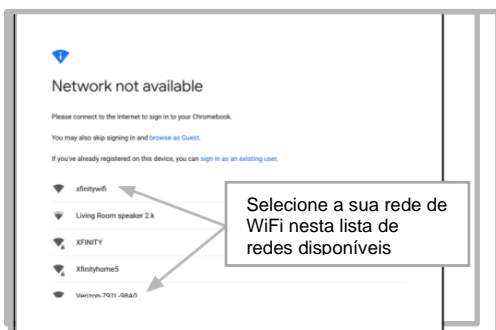 Network not available
Please connect to the Internet to sign in to your Chromebook.
You may also skip signing in and browse as Guest.
If you've already registered on this device, you can sign in as an existing user.
xfinitywifi
Living Room speaker 2.k
XFINITY
Xfinityhome5
Verizon-791L-98A0
Selecione a sua rede de
WiFi nesta lista de
redes disponíveis